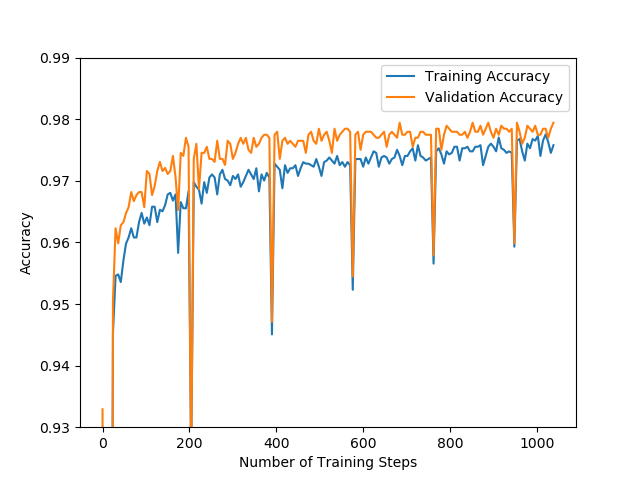 Training Accuracy
Validation Accuracy
0.99
0.98
0.97
0.96
0.95
0.94
0.93
Accuracy
0 200 400 600 800 1000
Number of Training Steps